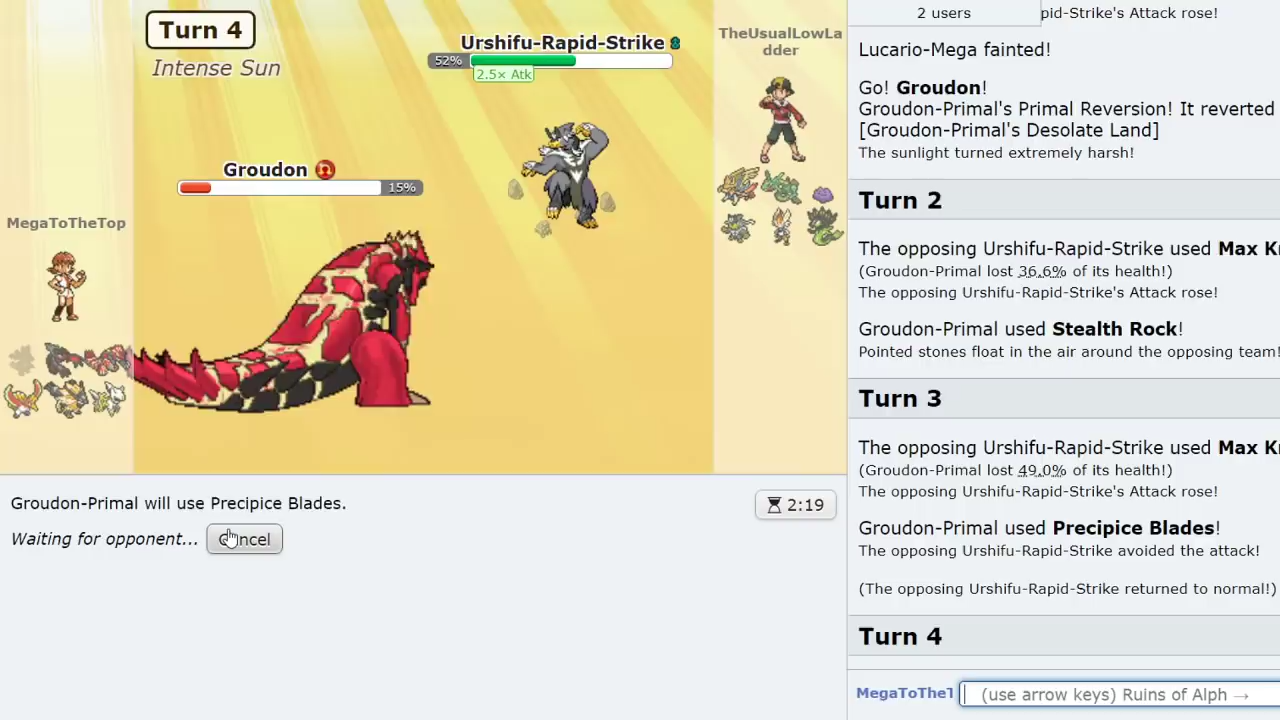 Turn 4
Intense Sun
Urshifu-Rapid-Strike
52%
2.5× Atk
Groudon
15%
MegaToTheTop
TheUsualLowLa
dder
Groudon-Primal will use Precipice Blades.
Waiting for opponent...
Cancel
2:19
2 users
pid-Strike's Attack rose!
Lucario-Mega fainted!
Go! Groudon!
Groudon-Primal's Primal Reversion! It reverted
[Groudon-Primal's Desolate Land]
The sunlight turned extremely harsh!
Turn 2
The opposing Urshifu-Rapid-Strike used Max K
(Groudon-Primal lost 36.6% of its health!)
The opposing Urshifu-Rapid-Strike's Attack rose!
Groudon-Primal used Stealth Rock!
Pointed stones float in the air around the opposing team!
Turn 3
The opposing Urshifu-Rapid-Strike used Max K
(Groudon-Primal lost 49.0% of its health!)
The opposing Urshifu-Rapid-Strike's Attack rose!
Groudon-Primal used Precipice Blades!
The opposing Urshifu-Rapid-Strike avoided the attack!
(The opposing Urshifu-Rapid-Strike returned to normal!)
Turn 4
MegaToTheT
(use arrow keys) Ruins of Alph →